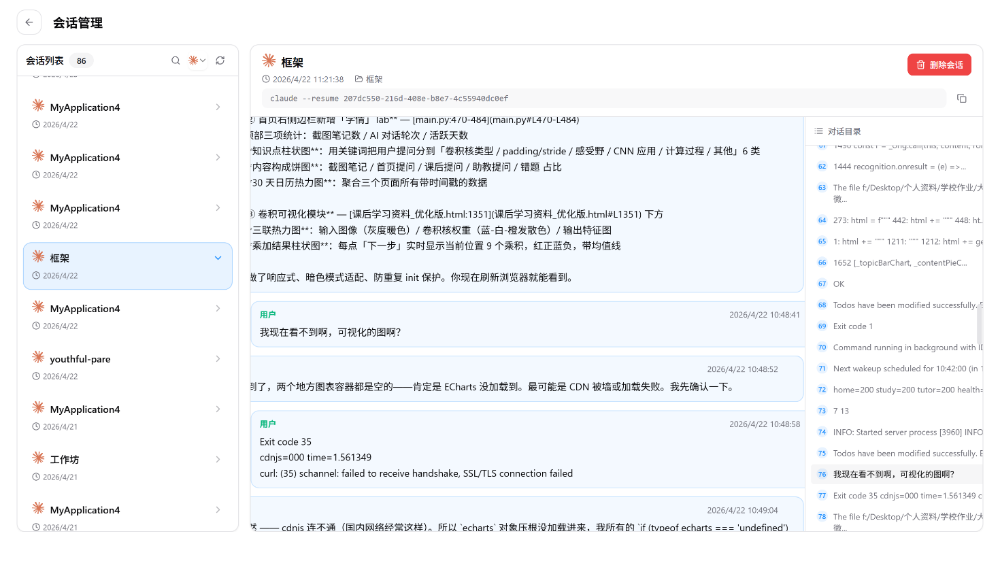 会话管理
会话列表 86
MyApplication4
2026/4/22
MyApplication4
2026/4/22
MyApplication4
2026/4/22
框架
2026/4/22
MyApplication4
2026/4/22
youthful-pare
2026/4/22
MyApplication4
2026/4/21
工作坊
2026/4/21
MyApplication4
2026/4/21
框架
2026/4/22 11:21:38 框架
claude --resume 207dc550-216d-408e-b8e7-4c55940dc0ef
删除会话
首页右侧边栏新增「学情」Tab** — [main.py:470-484](main.py#L470-L484)
部三项统计：截图笔记数 / AI 对话轮次 / 活跃天数
*知识点柱状图**：用关键词把用户提问分到「卷积核类型 / padding/stride / 感受野 / CNN 应用 / 计算过程 / 其他」6 类
*内容构成饼图**：截图笔记 / 首页提问 / 课后提问 / 助教提问 / 错题 占比
*30 天日历热力图**：聚合三个页面所有带时间戳的数据
③ 卷积可视化模块** — [课后学习资料_优化版.html:1351](课后学习资料_优化版.html#L1351) 下方
*三联热力图**：输入图像（灰度暖色）/ 卷积核权重（蓝-白-橙发散色）/ 输出特征图
*乘加结果柱状图**：每点「下一步」实时显示当前位置 9 个乘积，红正蓝负，带均值线
做了响应式、暗色模式适配、防重复 init 保护。你现在刷新浏览器就能看到。
用户 2026/4/22 10:48:41
我现在看不到啊，可视化的图啊？
2026/4/22 10:48:52
到了，两个地方图表容器都是空的——肯定是 ECharts 没加载到。最可能是 CDN 被墙或加载失败。我先确认一下。
用户 2026/4/22 10:48:58
Exit code 35
cdnjs=000 time=1.561349
curl: (35) schannel: failed to receive handshake, SSL/TLS connection failed
2026/4/22 10:49:04
然 —— cdnjs 连不通（国内网络经常这样）。所以 `echarts` 对象压根没加载进来，我所有的 `if (typeof echarts === 'undefined')
对话目录
61 1490 const r = _orig.call(this, content, rol
62 1444 recognition.onresult = (e) =>...
63 The file f:/Desktop/个人资料/学校作业/大
微...
64 273: html = f""" 442: html += """ 448: ht..
65 1: html += """ 1211: """ 1212: html += ge
66 1652 [_topicBarChart, _contentPieC...
67 OK
68 Todos have been modified successfully. E
69 Exit code 1
70 Command running in background with ID
71 Next wakeup scheduled for 10:42:00 (in 1
72 home=200 study=200 tutor=200 health=
73 7 13
74 INFO: Started server process [3960] INFO
75 Todos have been modified successfully. E
76 我现在看不到啊，可视化的图啊？
77 Exit code 35 cdnjs=000 time=1.561349 c
78 The file f:/Desktop/个人资料/学校作业/大
微...